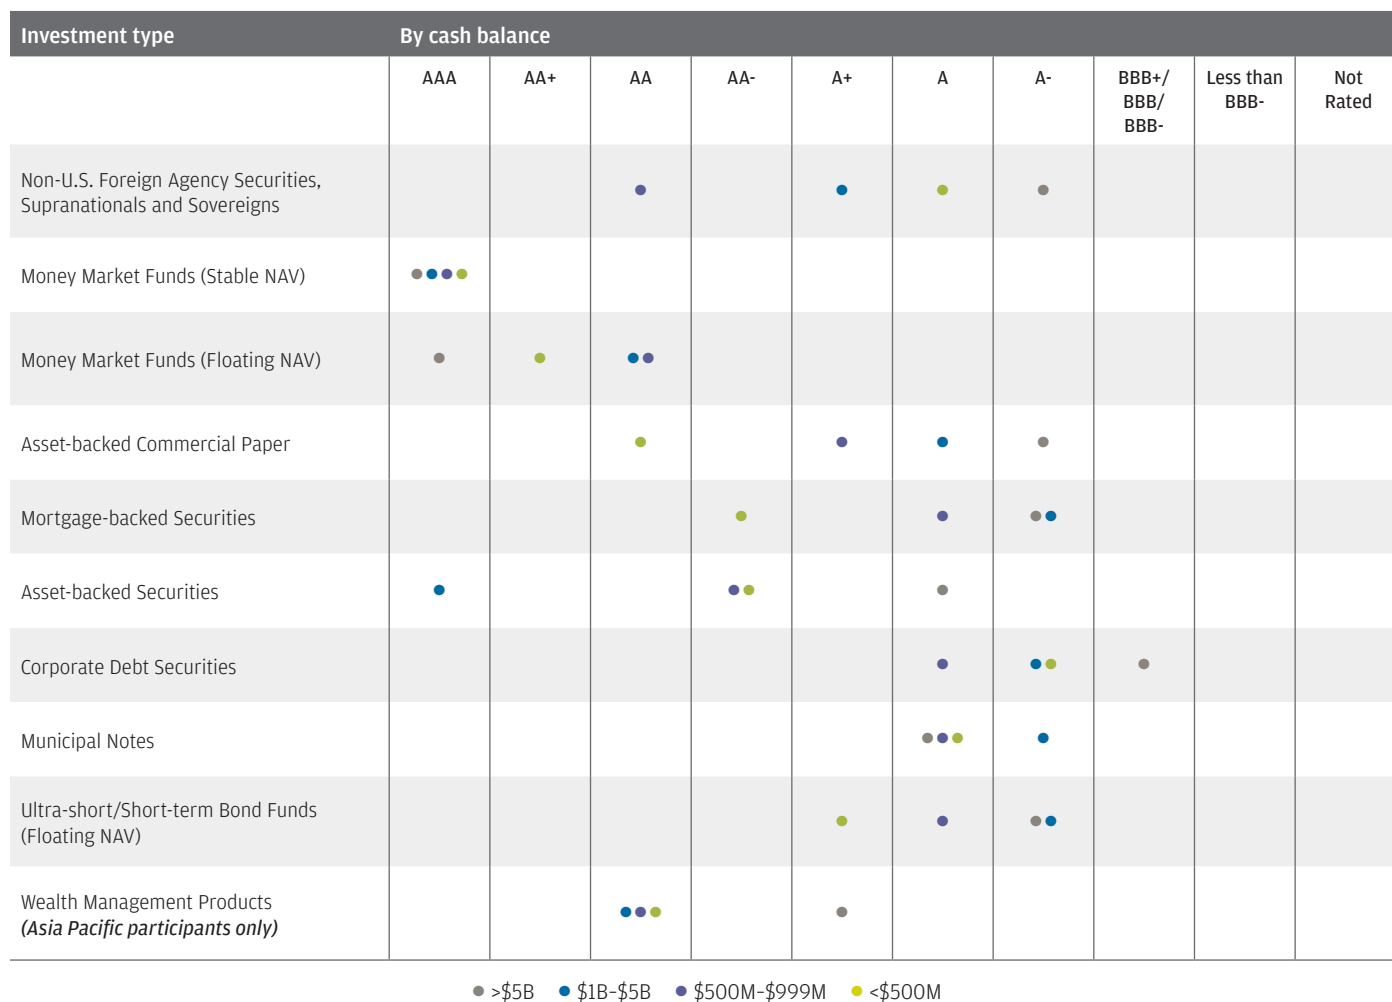 Investment type By cash balance
AAA AA+ AA AA- A+ A A- BBB+/ Less than Not
BBB/ BBB- Rated
BBB-
Non-U.S. Foreign Agency Securities,
Supranationals and Sovereigns
Money Market Funds (Stable NAV)
Money Market Funds (Floating NAV)
Asset-backed Commercial Paper
Mortgage-backed Securities
Asset-backed Securities
Corporate Debt Securities
Municipal Notes
Ultra-short/Short-term Bond Funds
(Floating NAV)
Wealth Management Products
(Asia Pacific participants only)
>$5B $1B–$5B $500M–$999M <$500M